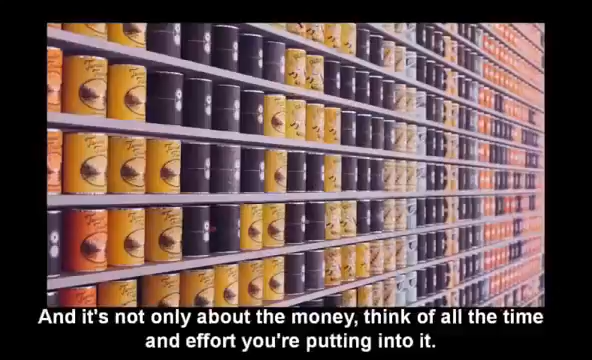 And it's not only about the money, think of all the time
and effort you're putting into it.